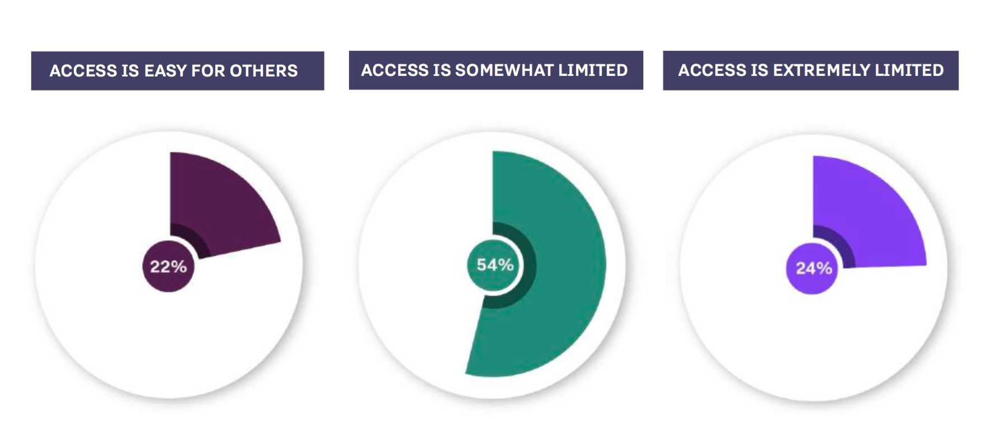 ACCESS IS EASY FOR OTHERS
ACCESS IS SOMEWHAT LIMITED
ACCESS IS EXTREMELY LIMITED
22%
54%
24%